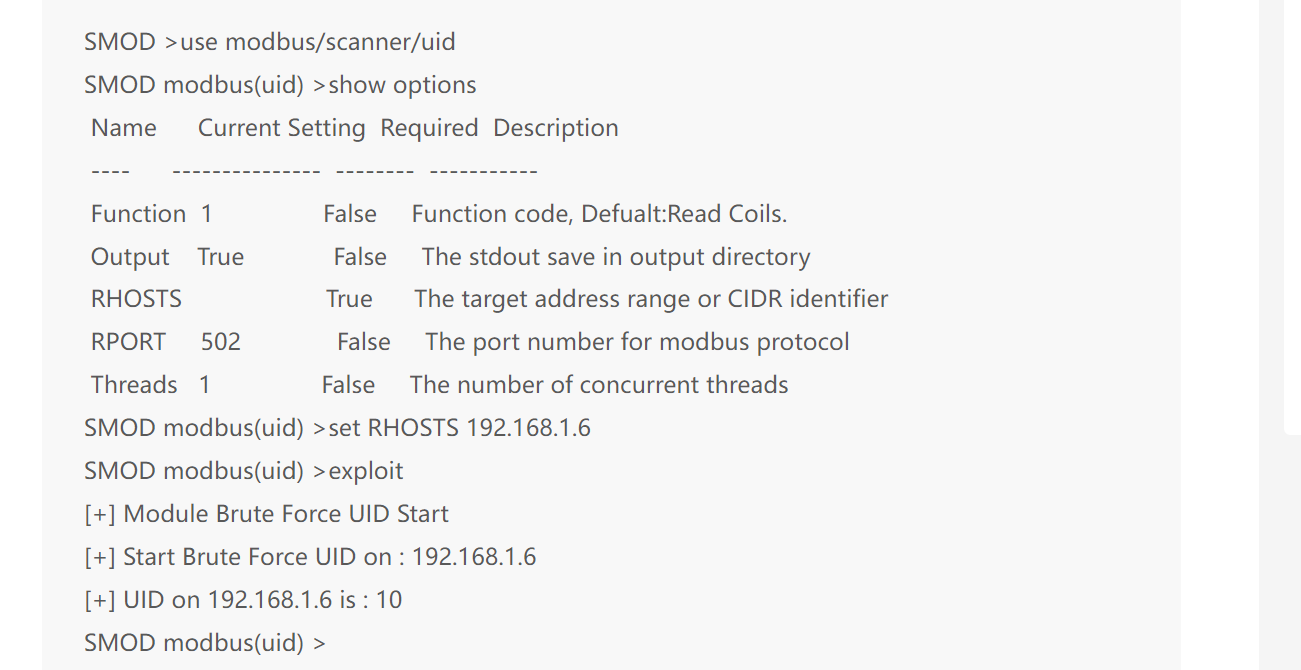 SMOD >use modbus/scanner/uid
SMOD modbus(uid) >show options
Name Current Setting Required Description
---- --------------- -------- -----------
Function 1 False Function code, Defualt:Read Coils.
Output True False The stdout save in output directory
RHOSTS True The target address range or CIDR identifier
RPORT 502 False The port number for modbus protocol
Threads 1 False The number of concurrent threads
SMOD modbus(uid) >set RHOSTS 192.168.1.6
SMOD modbus(uid) >exploit
[+] Module Brute Force UID Start
[+] Start Brute Force UID on : 192.168.1.6
[+] UID on 192.168.1.6 is : 10
SMOD modbus(uid) >